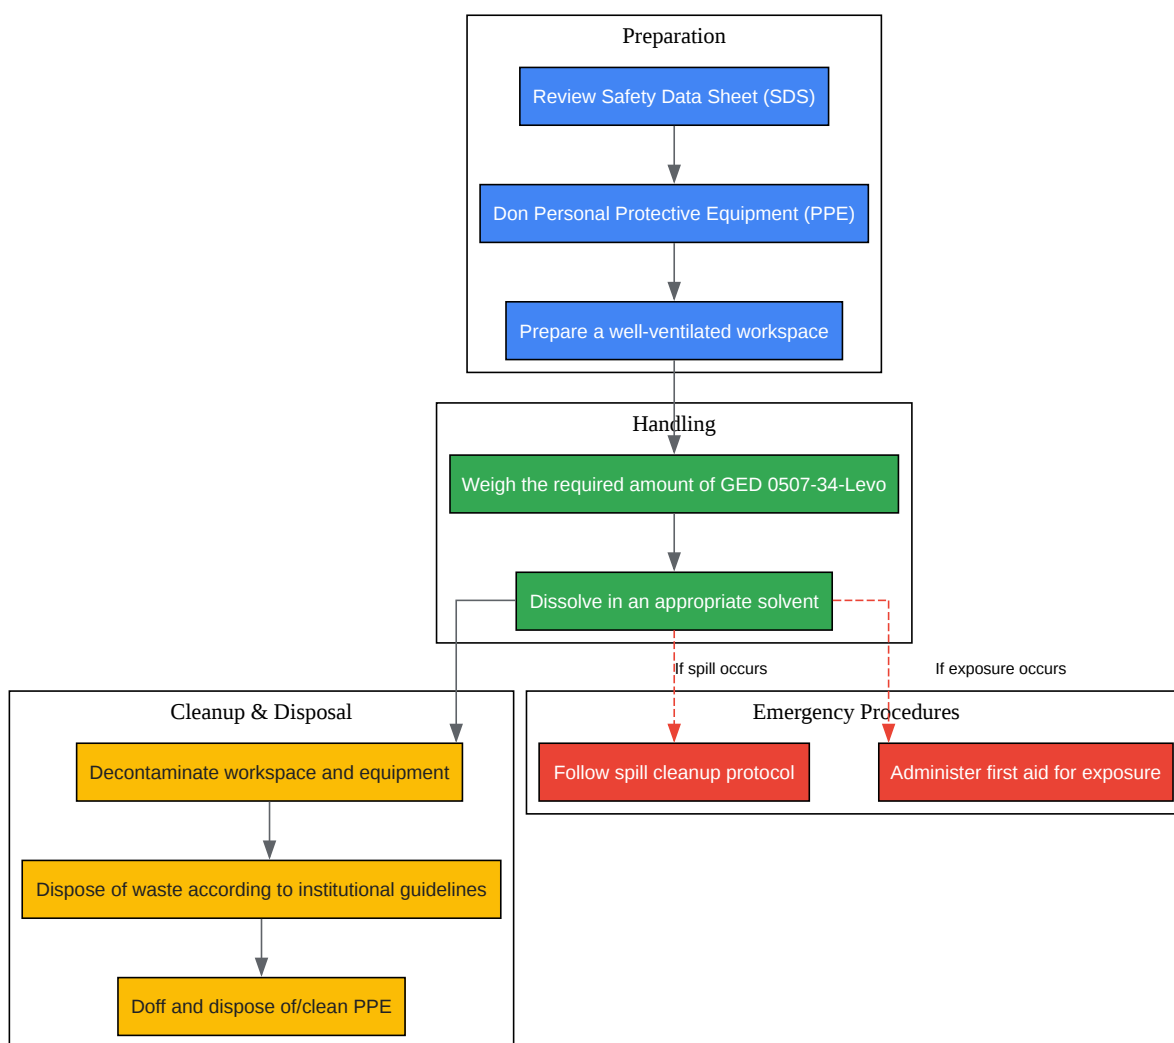 Preparation
Review Safety Data Sheet (SDS)
Don Personal Protective Equipment (PPE)
Prepare a well-ventilated workspace
Handling
Weigh the required amount of GED 0507-34-Levo
Dissolve in an appropriate solvent
If spill occurs
If exposure occurs
Cleanup & Disposal
Decontaminate workspace and equipment
Dispose of waste according to institutional guidelines
Doff and dispose of/clean PPE
Emergency Procedures
Follow spill cleanup protocol
Administer first aid for exposure